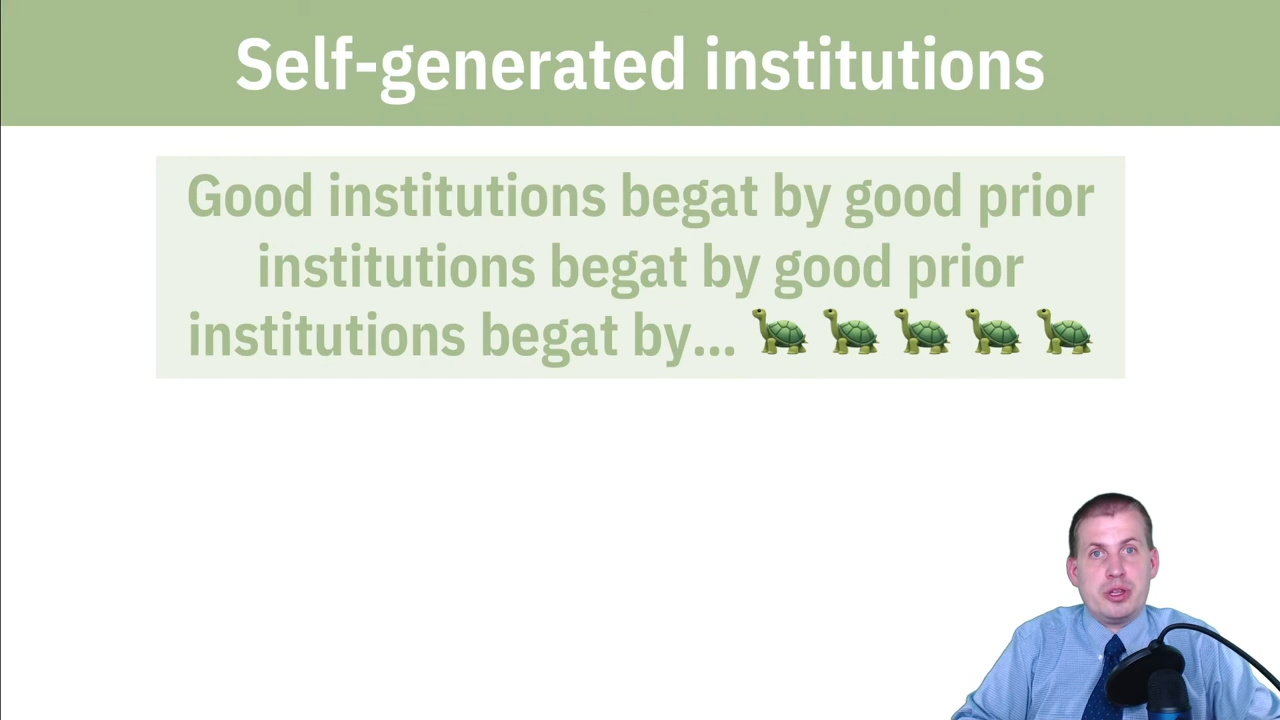 Self-generated institutions
Good institutions begat by good prior
institutions begat by good prior
institutions begat by... 🐢 🐢 🐢 🐢 🐢